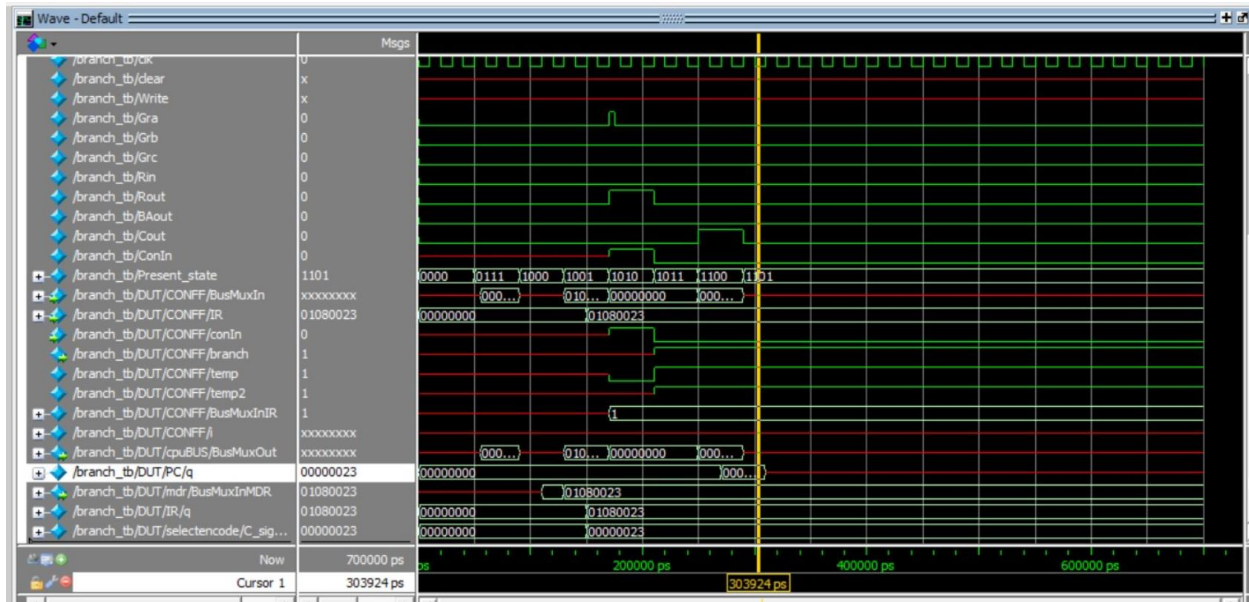 Wave - Default
Msgs
/branch_tb/clk 0
/branch_tb/clear x
/branch_tb/Write x
/branch_tb/Gra 0
/branch_tb/Grb 0
/branch_tb/Grc 0
/branch_tb/Rin 0
/branch_tb/Rout 0
/branch_tb/BAout 0
/branch_tb/Cout 0
/branch_tb/ConIn 0
/branch_tb/Present_state 1101 0000 0111 1000 1001 1010 1011 1100 1101
/branch_tb/DUT/CONFF/BusMuxIn xxxxxxxx 000... 010... 00000000 000...
/branch_tb/DUT/CONFF/IR 01080023 00000000 01080023
/branch_tb/DUT/CONFF/conIn 0
/branch_tb/DUT/CONFF/branch 1
/branch_tb/DUT/CONFF/temp 1
/branch_tb/DUT/CONFF/temp2 1
/branch_tb/DUT/CONFF/BusMuxInIR 1 1
/branch_tb/DUT/CONFF/i xxxxxxxx
/branch_tb/DUT/cpuBUS/BusMuxOut xxxxxxxx 000... 010... 00000000 000...
/branch_tb/DUT/PC/q 00000023 00000000 000...
/branch_tb/DUT/mdr/BusMuxInMDR 01080023 01080023
/branch_tb/DUT/IR/q 01080023 00000000 01080023
/branch_tb/DUT/selectencode/C_sig... 00000023 00000000 00000023
Now 700000 ps ps 200000 ps 400000 ps 600000 ps
Cursor 1 303924 ps 303924 ps